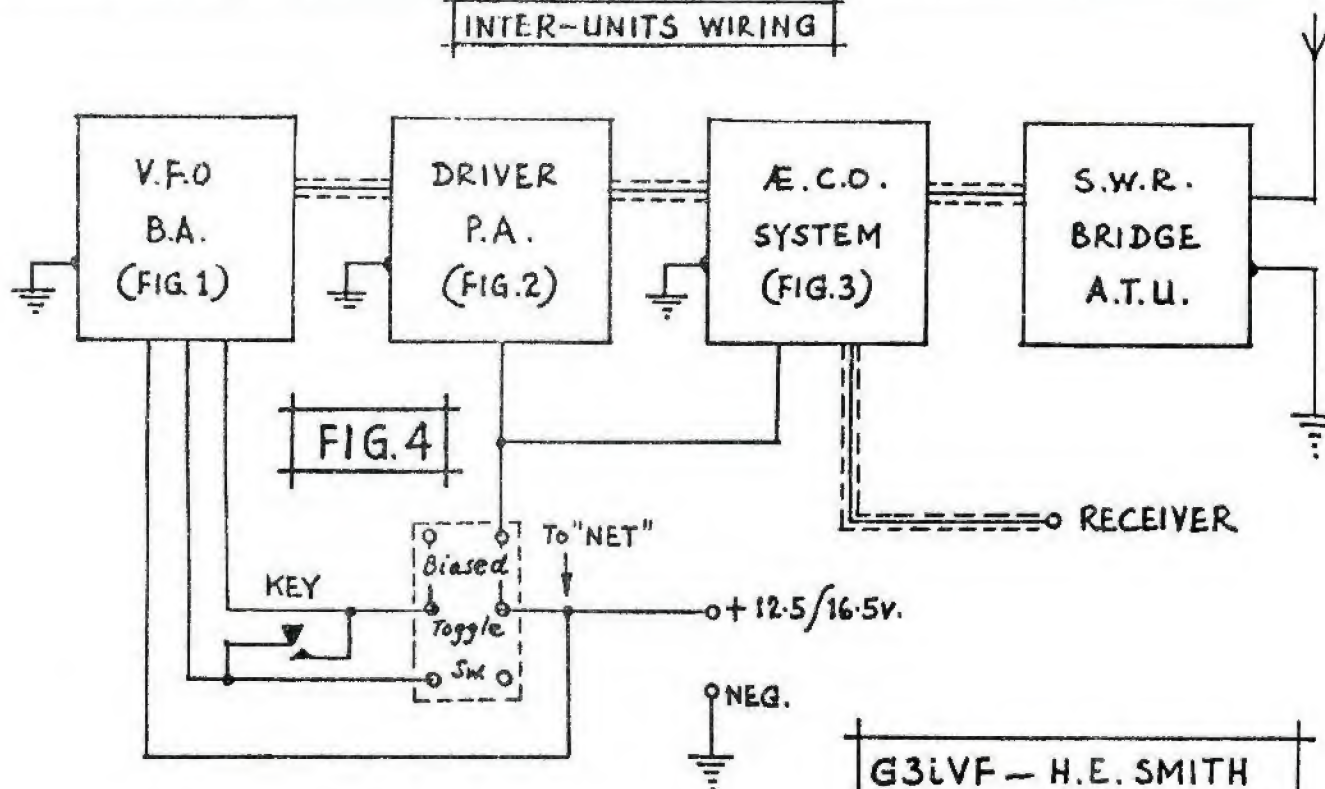 INTER-UNITS WIRING
V.F.O
B.A.
(FIG.1)
DRIVER
P.A.
(FIG.2)
Æ.C.O.
SYSTEM
(FIG.3)
S.W.R.
BRIDGE
A.T.U.
FIG.4
RECEIVER
To "NET"
Biased
KEY
Toggle
Sw
+ 12.5/16.5v.
NEG.
G3iVF - H.E. SMITH